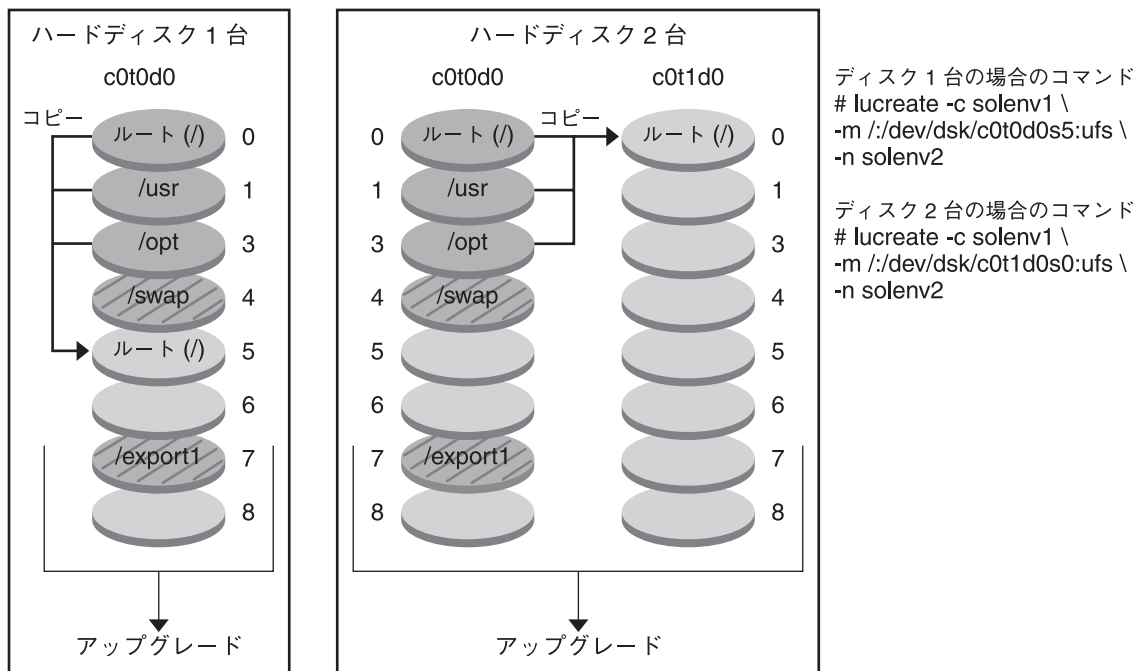 ハードディスク 1 台
c0t0d0
コピー
ルート (/) 0
/usr 1
/opt 3
/swap 4
ルート (/) 5
6
/export1 7
8
アップグレード
ハードディスク 2 台
c0t0d0 c0t1d0
コピー
0 ルート (/) ルート (/) 0
1 /usr 1
3 /opt 3
4 /swap 4
5 5
6 6
7 /export1 7
8 8
アップグレード
ディスク 1 台の場合のコマンド
# lucreate -c solenv1 \
-m /:/dev/dsk/c0t0d0s5:ufs \
-n solenv2
ディスク 2 台の場合のコマンド
# lucreate -c solenv1 \
-m /:/dev/dsk/c0t1d0s0:ufs \
-n solenv2